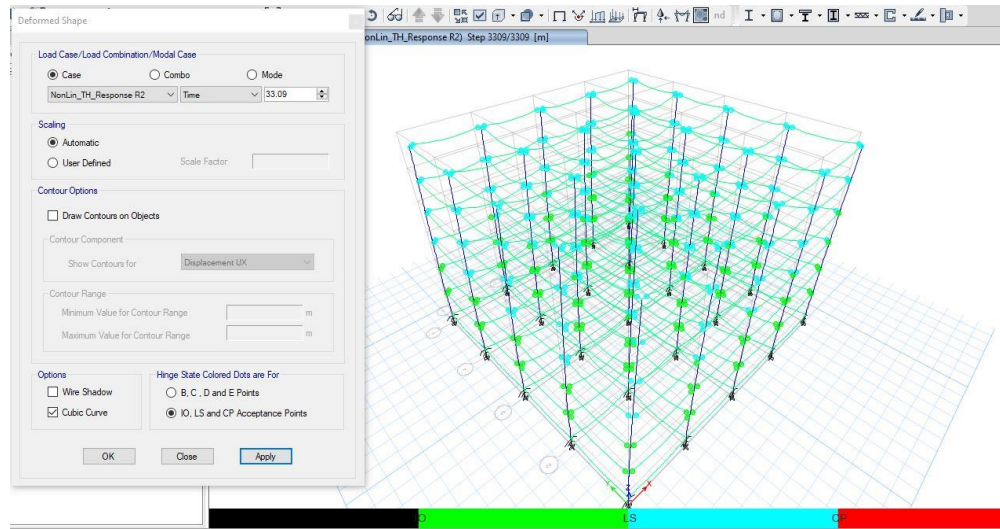 Deformed Shape
nd
onLin_TH_Response R2) Step 3309/3309 [m]
Load Case/Load Combination/Modal Case
Case Combo Mode
NonLin_TH_Response R2 Time 33.09
Scaling
Automatic
User Defined Scale Factor
Contour Options
Draw Contours on Objects
Contour Component
Show Contours for Displacement UX
Contour Range
Minimum Value for Contour Range m
Maximum Value for Contour Range m
Options
Wire Shadow
Cubic Curve
Hinge State Colored Dots are For
B, C , D and E Points
IO, LS and CP Acceptance Points
OK Close Apply
Y Z X
LS CP